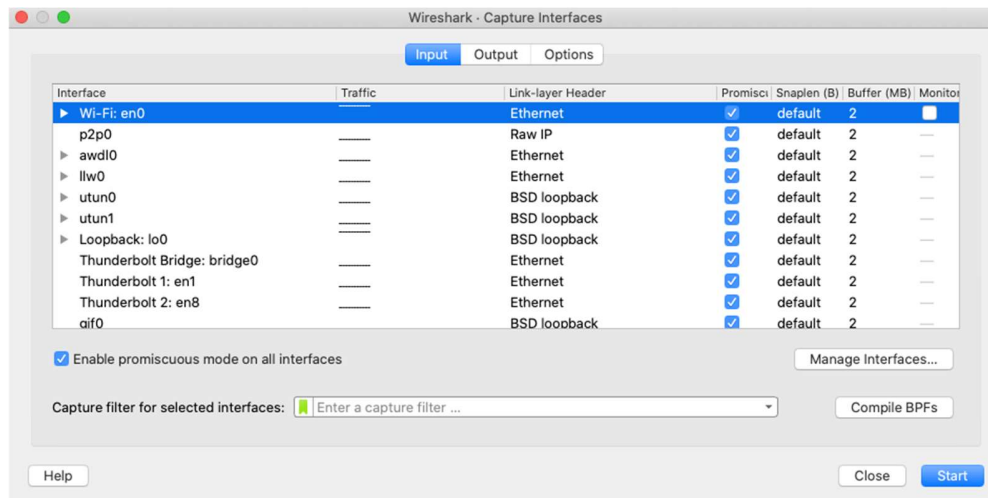 Wireshark · Capture Interfaces
Input Output Options
Interface Traffic Link-layer Header Promiscu Snaplen (B) Buffer (MB) Monitor
Wi-Fi: en0 Ethernet default 2
p2p0 Raw IP default 2 —
awdl0 Ethernet default 2 —
llw0 Ethernet default 2 —
utun0 BSD loopback default 2 —
utun1 BSD loopback default 2 —
Loopback: lo0 BSD loopback default 2 —
Thunderbolt Bridge: bridge0 Ethernet default 2 —
Thunderbolt 1: en1 Ethernet default 2 —
Thunderbolt 2: en8 Ethernet default 2 —
gif0 BSD loopback default 2 —
Enable promiscuous mode on all interfaces Manage Interfaces...
Capture filter for selected interfaces: Enter a capture filter ... Compile BPFs
Help Close Start